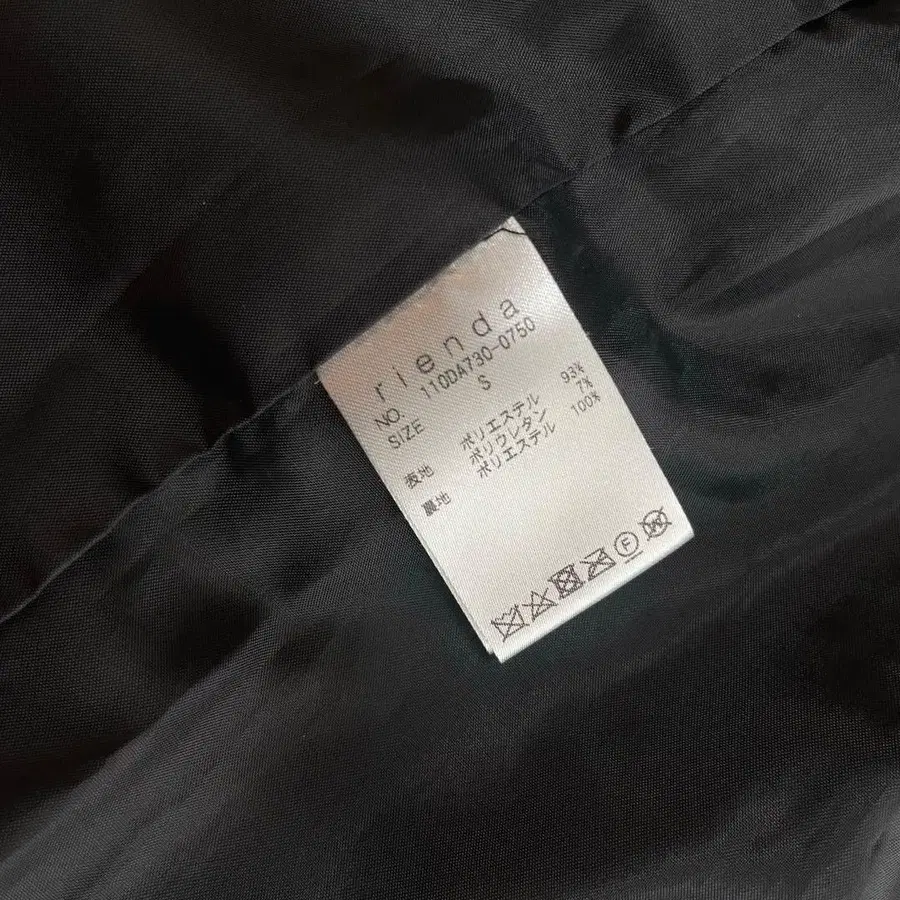 rienda
NO. 110DA730-0750
SIZE S
表地 ポリエステル 93%
ポリウレタン 7%
裏地 ポリエステル 100%
F
W